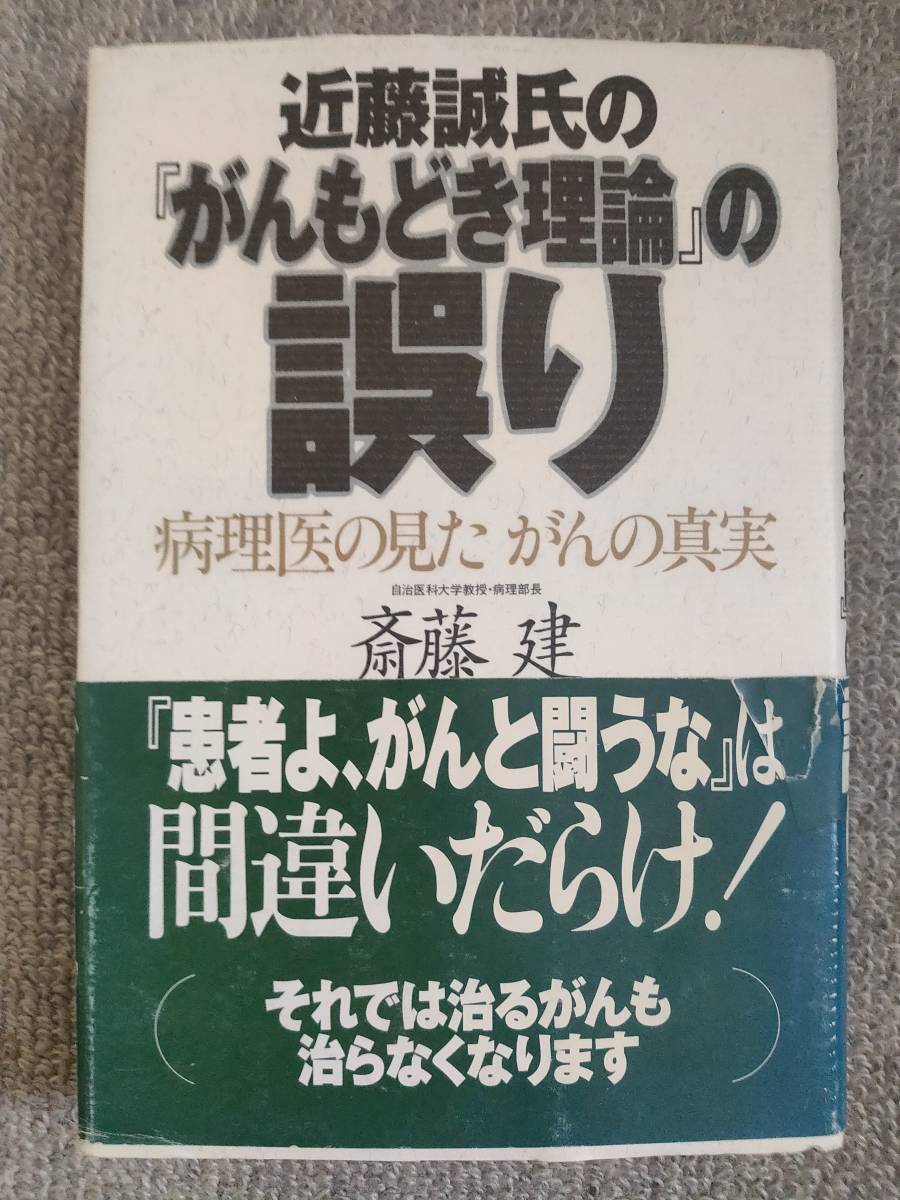 近藤誠氏の
『がんもどき理論』の
誤り
病理医の見た がんの真実
自治医科大学教授・病理部長
斎藤 建
『患者よ、がんと闘うな』は
間違いだらけ!
それでは治るがんも
治らなくなります